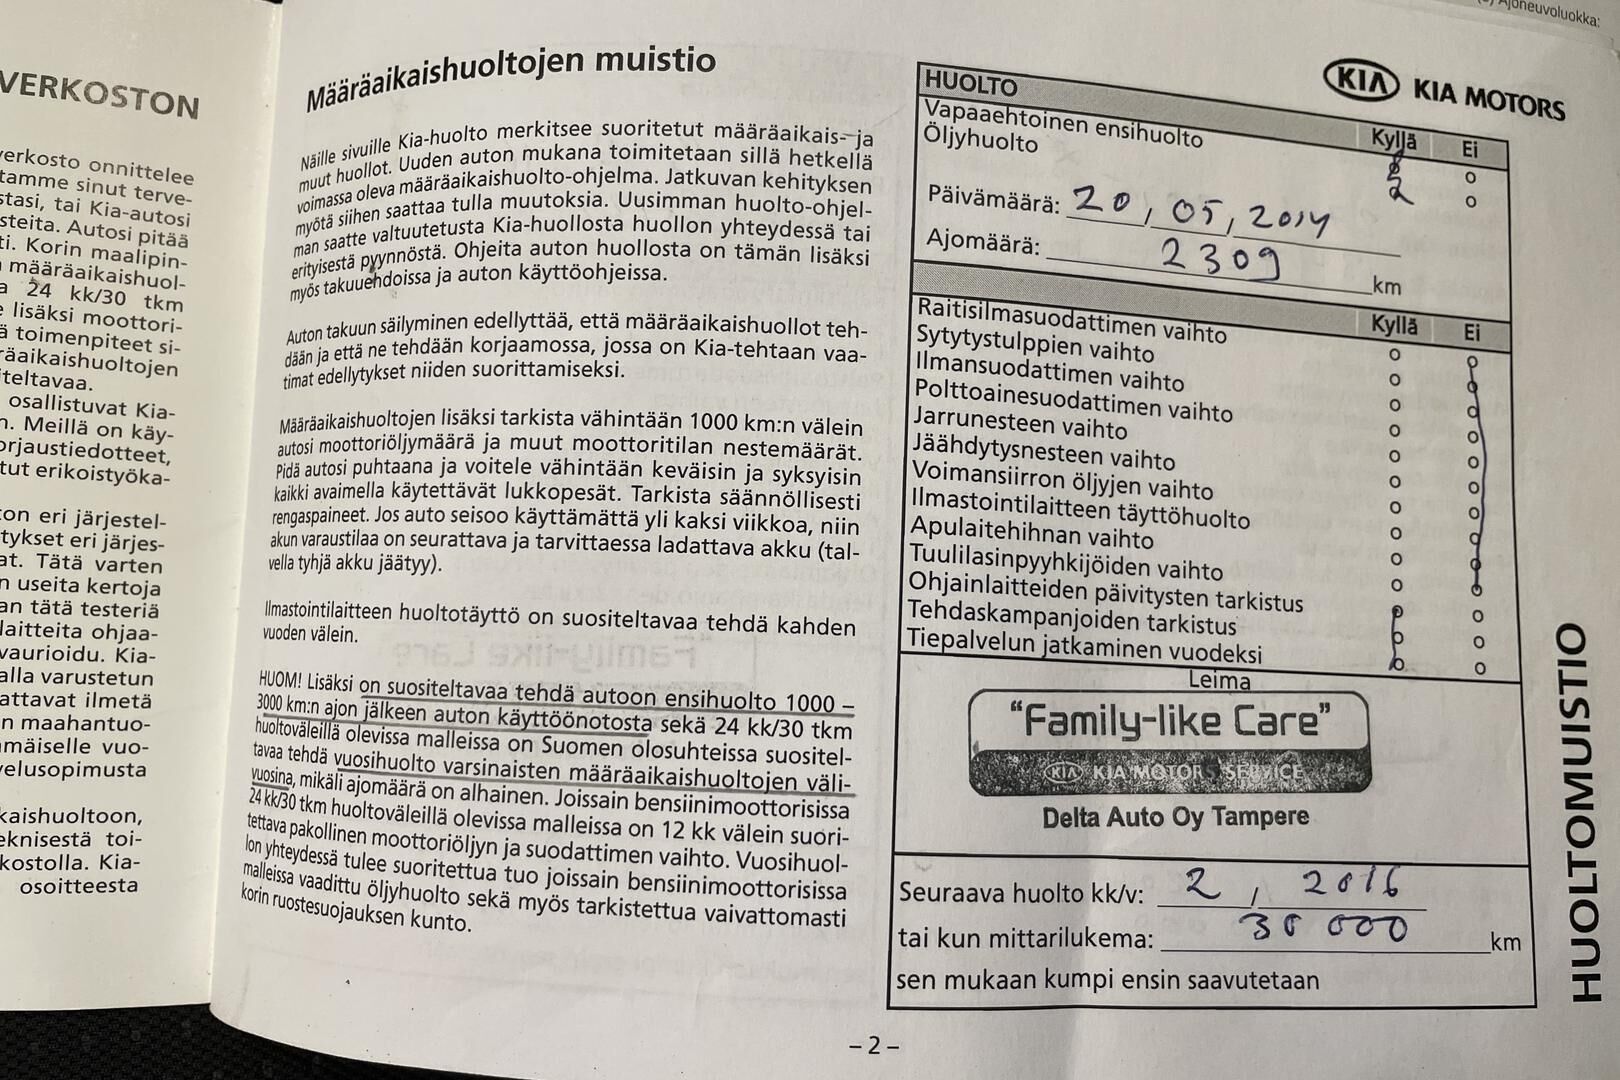 VERKOSTON
verkosto onnittelee
tamme sinut terve-
stasi, tai Kia-autosi
steita. Autosi pitää
ti. Korin maalipin-
määräaikaishuol-
a 24 kk/30 tkm
e lisäksi moottori-
ä toimenpiteet si-
räaikaishuoltojen
iteltavaa.
osallistuvat Kia-
n. Meillä on käy-
orjaustiedotteet,
tut erikoistyöka-
ton eri järjestel-
tykset eri järjes-
at. Tätä varten
n useita kertoja
an tätä testeriä
laitteita ohjaa-
vaurioidu. Kia-
alla varustetun
attavat ilmetä
n maahantuo-
mäiselle vuo-
velusopimusta
kaishuoltoon,
eknisestä toi-
kostolla. Kia-
osoitteesta
Määräaikaishuoltojen muistio
Näille sivuille Kia-huolto merkitsee suoritetut määräaikais- ja
muut huollot. Uuden auton mukana toimitetaan sillä hetkellä
voimassa oleva määräaikaishuolto-ohjelma. Jatkuvan kehityksen
myötä siihen saattaa tulla muutoksia. Uusimman huolto-ohjel-
man saatte valtuutetusta Kia-huollosta huollon yhteydessä tai
erityisestä pyynnöstä. Ohjeita auton huollosta on tämän lisäksi
myös takuuehdoissa ja auton käyttöohjeissa.
Auton takuun säilyminen edellyttää, että määräaikaishuollot teh-
dään ja että ne tehdään korjaamossa, jossa on Kia-tehtaan vaa-
timat edellytykset niiden suorittamiseksi.
Määräaikaishuoltojen lisäksi tarkista vähintään 1000 km:n välein
autosi moottoriöljymäärä ja muut moottoritilan nestemäärät.
Pidä autosi puhtaana ja voitele vähintään keväisin ja syksyisin
kaikki avaimella käytettävät lukkopesät. Tarkista säännöllisesti
rengaspaineet. Jos auto seisoo käyttämättä yli kaksi viikkoa, niin
akun varaustilaa on seurattava ja tarvittaessa ladattava akku (tal-
vella tyhjä akku jäätyy).
Ilmastointilaitteen huoltotäyttö on suositeltavaa tehdä kahden
vuoden välein.
HUOM! Lisäksi on suositeltavaa tehdä autoon ensihuolto 1000 –
3000 km:n ajon jälkeen auton käyttöönotosta sekä 24 kk/30 tkm
huoltoväleillä olevissa malleissa on Suomen olosuhteissa suositel-
tavaa tehdä vuosihuolto varsinaisten määräaikaishuoltojen väli-
vuosina, mikäli ajomäärä on alhainen. Joissain bensiinimoottorisissa
24 kk/30 tkm huoltoväleillä olevissa malleissa on 12 kk välein suori-
tettava pakollinen moottoriöljyn ja suodattimen vaihto. Vuosihuol-
lon yhteydessä tulee suoritettua tuo joissain bensiinimoottorisissa
malleissa vaadittu öljyhuolto sekä myös tarkistettua vaivattomasti
korin ruostesuojauksen kunto.
– 2 –
Ajoneuvoluokka:
KIA KIA MOTORS
HUOLTO
Kyllä Ei
Vapaaehtoinen ensihuolto
Öljyhuolto
Päivämäärä: 20, 05, 2014
Ajomäärä: 2309 km
Kyllä Ei
Raitisilmasuodattimen vaihto
Sytytystulppien vaihto
Ilmansuodattimen vaihto
Polttoainesuodattimen vaihto
Jarrunesteen vaihto
Jäähdytysnesteen vaihto
Voimansiirron öljyjen vaihto
Ilmastointilaitteen täyttöhuolto
Apulaitehihnan vaihto
Tuulilasinpyyhkijöiden vaihto
Ohjainlaitteiden päivitysten tarkistus
Tehdaskampanjoiden tarkistus
Tiepalvelun jatkaminen vuodeksi
Leima
"Family-like Care"
KIA KIA MOTORS SERVICE
Delta Auto Oy Tampere
Seuraava huolto kk/v: 2, 2016
tai kun mittarilukema: 30 000 km
sen mukaan kumpi ensin saavutetaan
HUOLTOMUISTIO